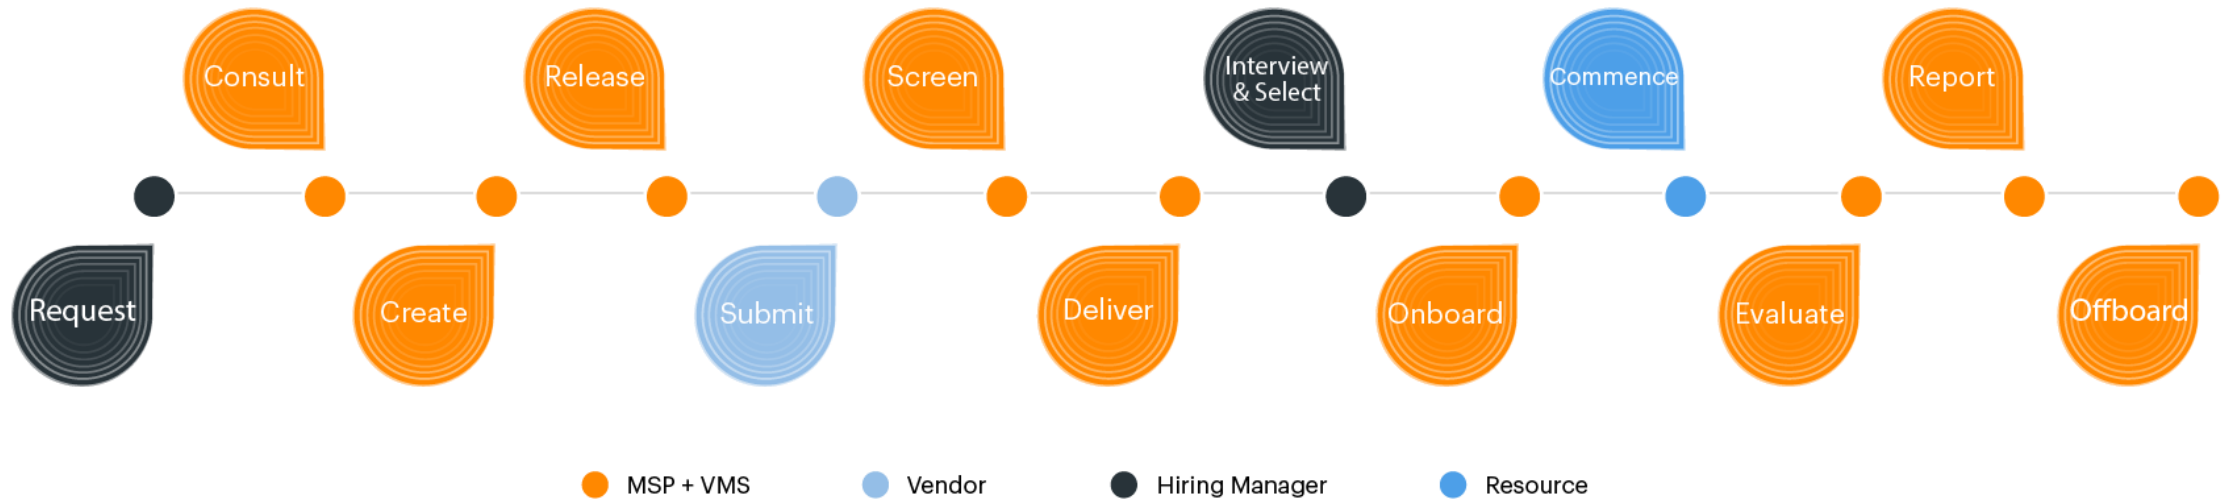 Consult
Release
Screen
Interview
& Select
Commence
Report
Request
Create
Submit
Deliver
Onboard
Evaluate
Offboard
MSP + VMS
Vendor
Hiring Manager
Resource